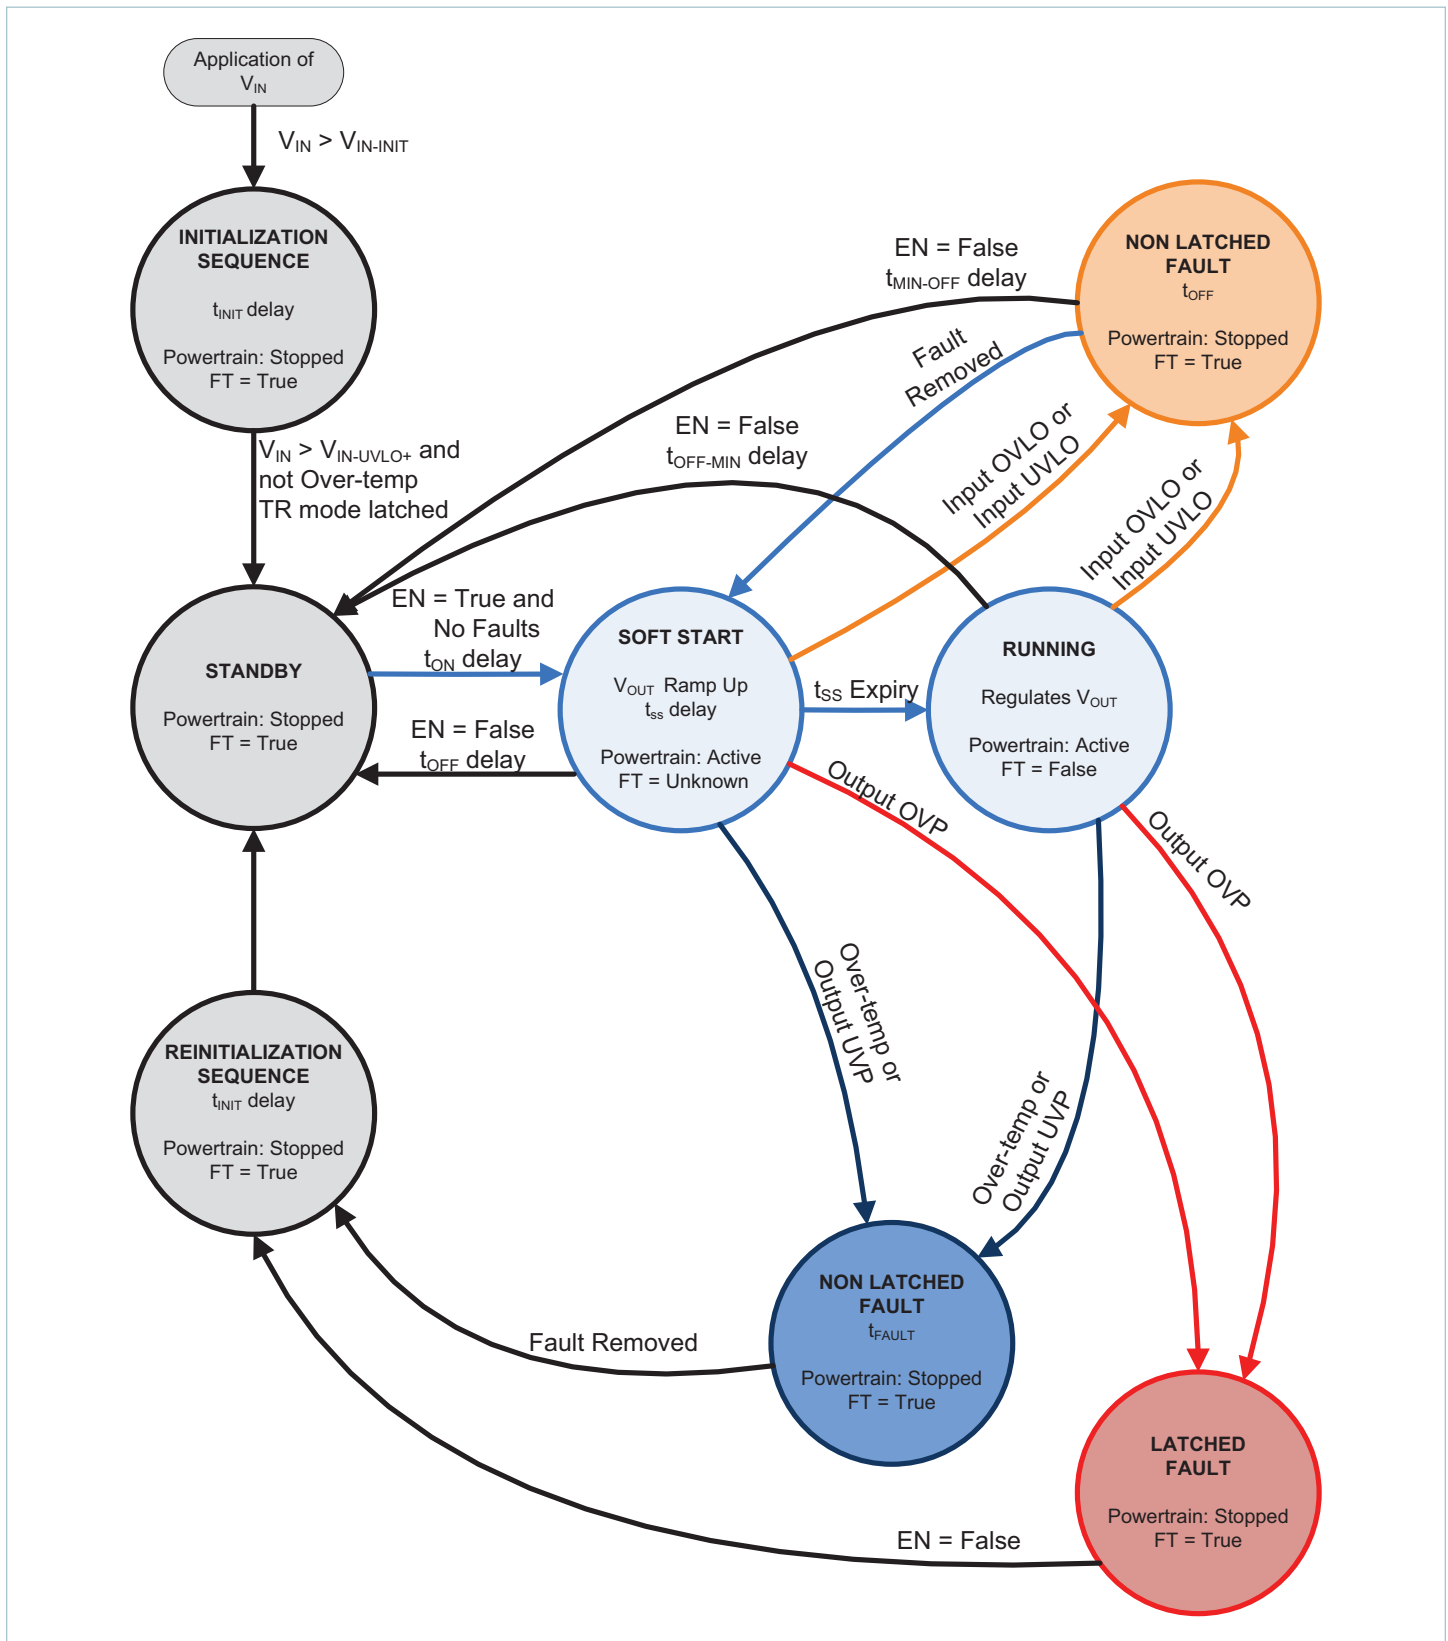 Application of
VIN
VIN > VIN-INIT
INITIALIZATION
SEQUENCE
tINIT delay
Powertrain: Stopped
FT = True
NON LATCHED
FAULT
tOFF
Powertrain: Stopped
FT = True
EN = False
tMIN-OFF delay
Fault
Removed
EN = False
tOFF-MIN delay
Input OVLO or
Input UVLO
Input OVLO or
Input UVLO
VIN > VIN-UVLO+ and
not Over-temp
TR mode latched
STANDBY
Powertrain: Stopped
FT = True
EN = True and
No Faults
tON delay
EN = False
tOFF delay
SOFT START
VOUT Ramp Up
tss delay
Powertrain: Active
FT = Unknown
tSS Expiry
RUNNING
Regulates VOUT
Powertrain: Active
FT = False
Output OVP
Output OVP
Over-temp or
Output UVP
Over-temp or
Output UVP
REINITIALIZATION
SEQUENCE
tINIT delay
Powertrain: Stopped
FT = True
Fault Removed
NON LATCHED
FAULT
tFAULT
Powertrain: Stopped
FT = True
EN = False
LATCHED
FAULT
Powertrain: Stopped
FT = True